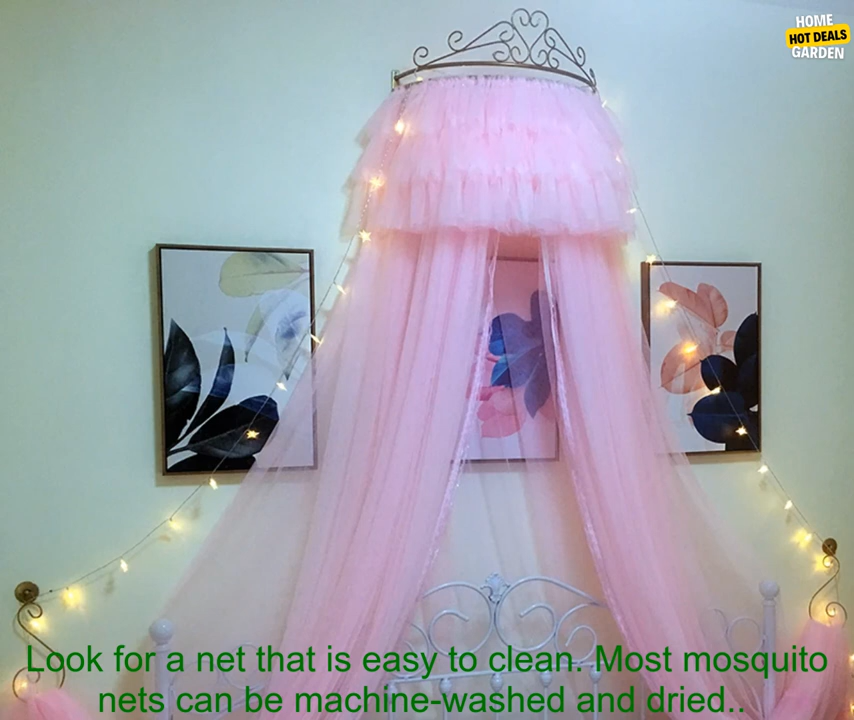 HOME
HOT DEALS
GARDEN
Look for a net that is easy to clean. Most mosquito
nets can be machine-washed and dried..